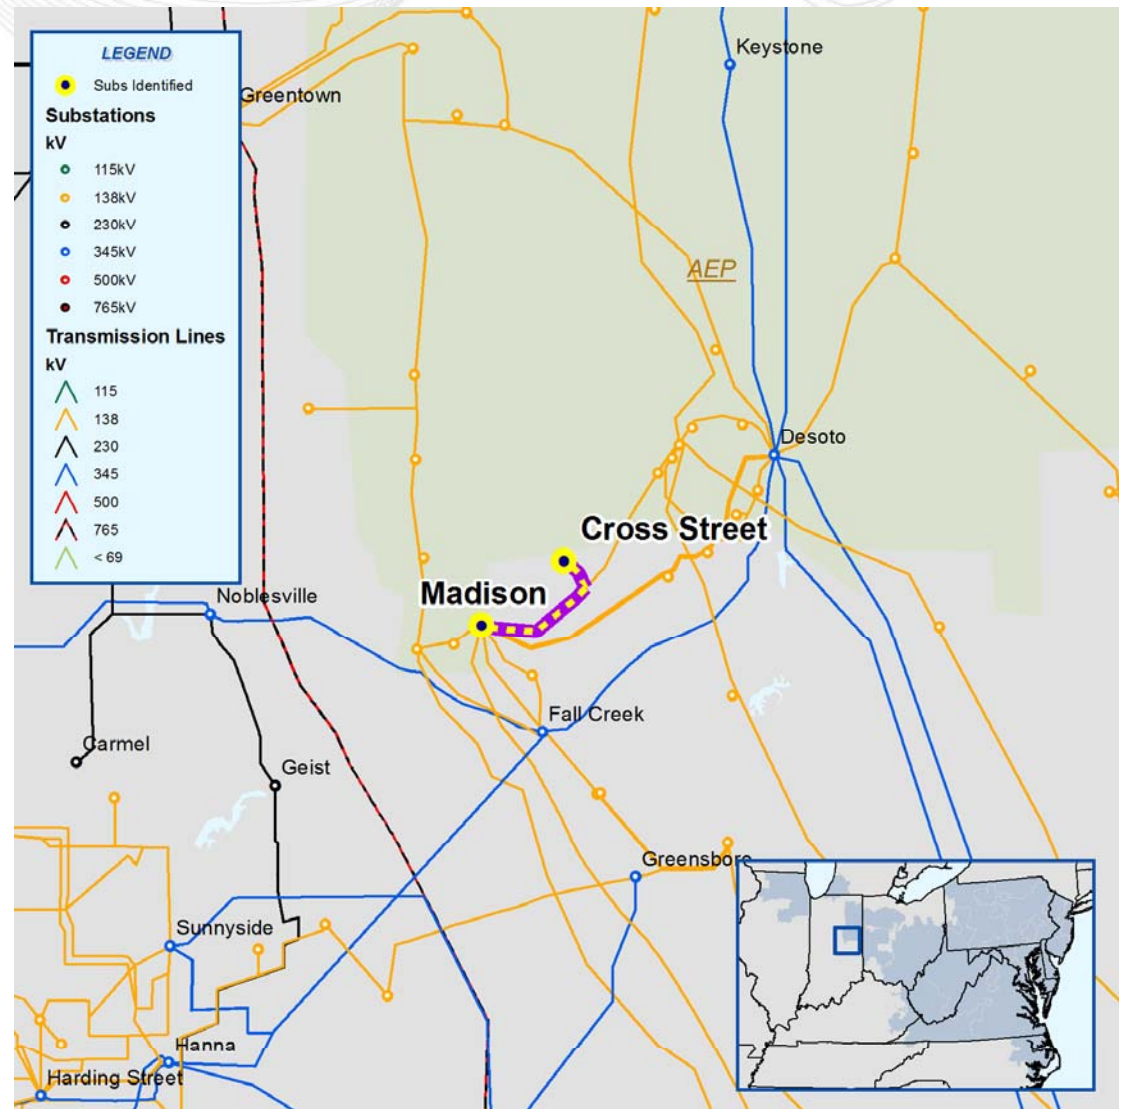 LEGEND
Subs Identified
Substations
kV
115kV
138kV
230kV
345kV
500kV
765kV
Transmission Lines
kV
115
138
230
345
500
765
< 69
Keystone
Greentown
AEP
Desoto
Cross Street
Madison
Noblesville
Fall Creek
Carmel
Geist
Greensboro
Sunnyside
Hanna
Harding Street